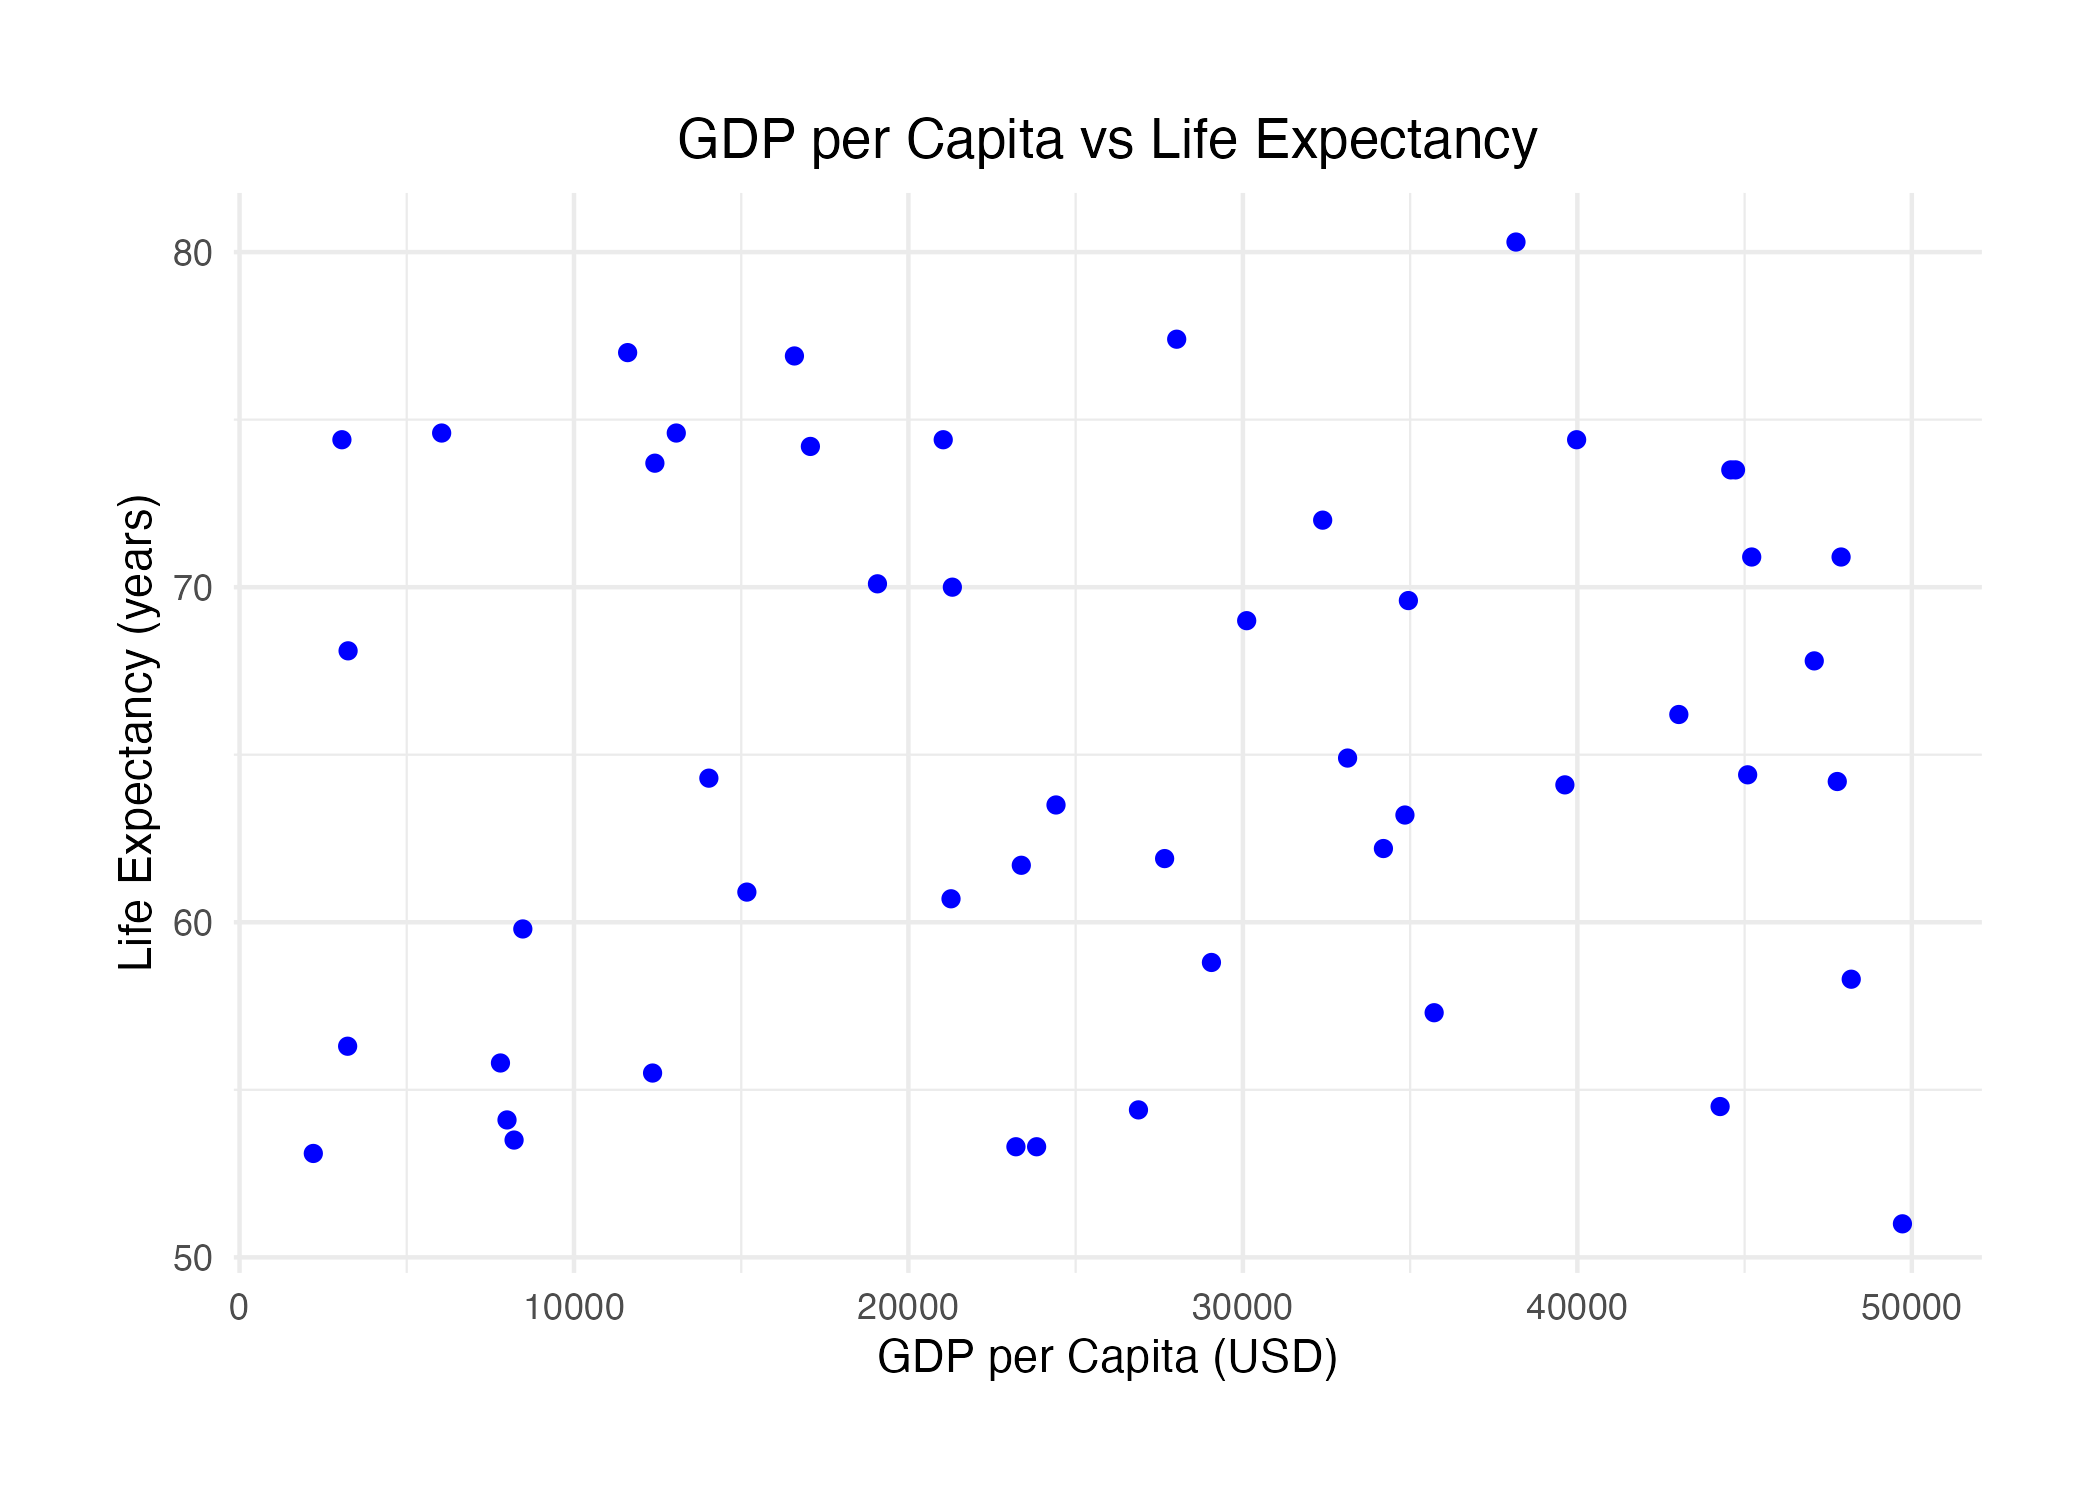 GDP per Capita vs Life Expectancy
Life Expectancy (years)
80
70
60
50
0 10000 20000 30000 40000 50000
GDP per Capita (USD)